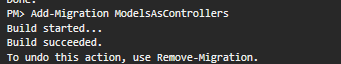 Done.
PM> Add-Migration ModelsAsControllers
Build started...
Build succeeded.
To undo this action, use Remove-Migration.